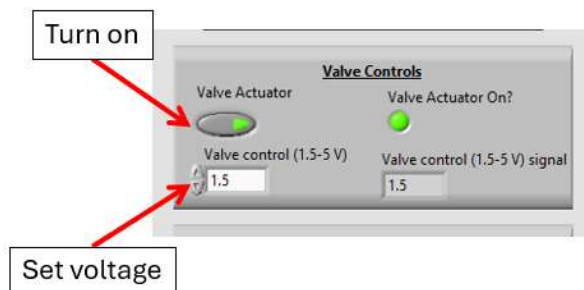 Turn on
Valve Controls
Valve Actuator
Valve Actuator On?
Valve control (1.5-5 V)
Valve control (1.5-5 V) signal
1.5
1.5
Set voltage